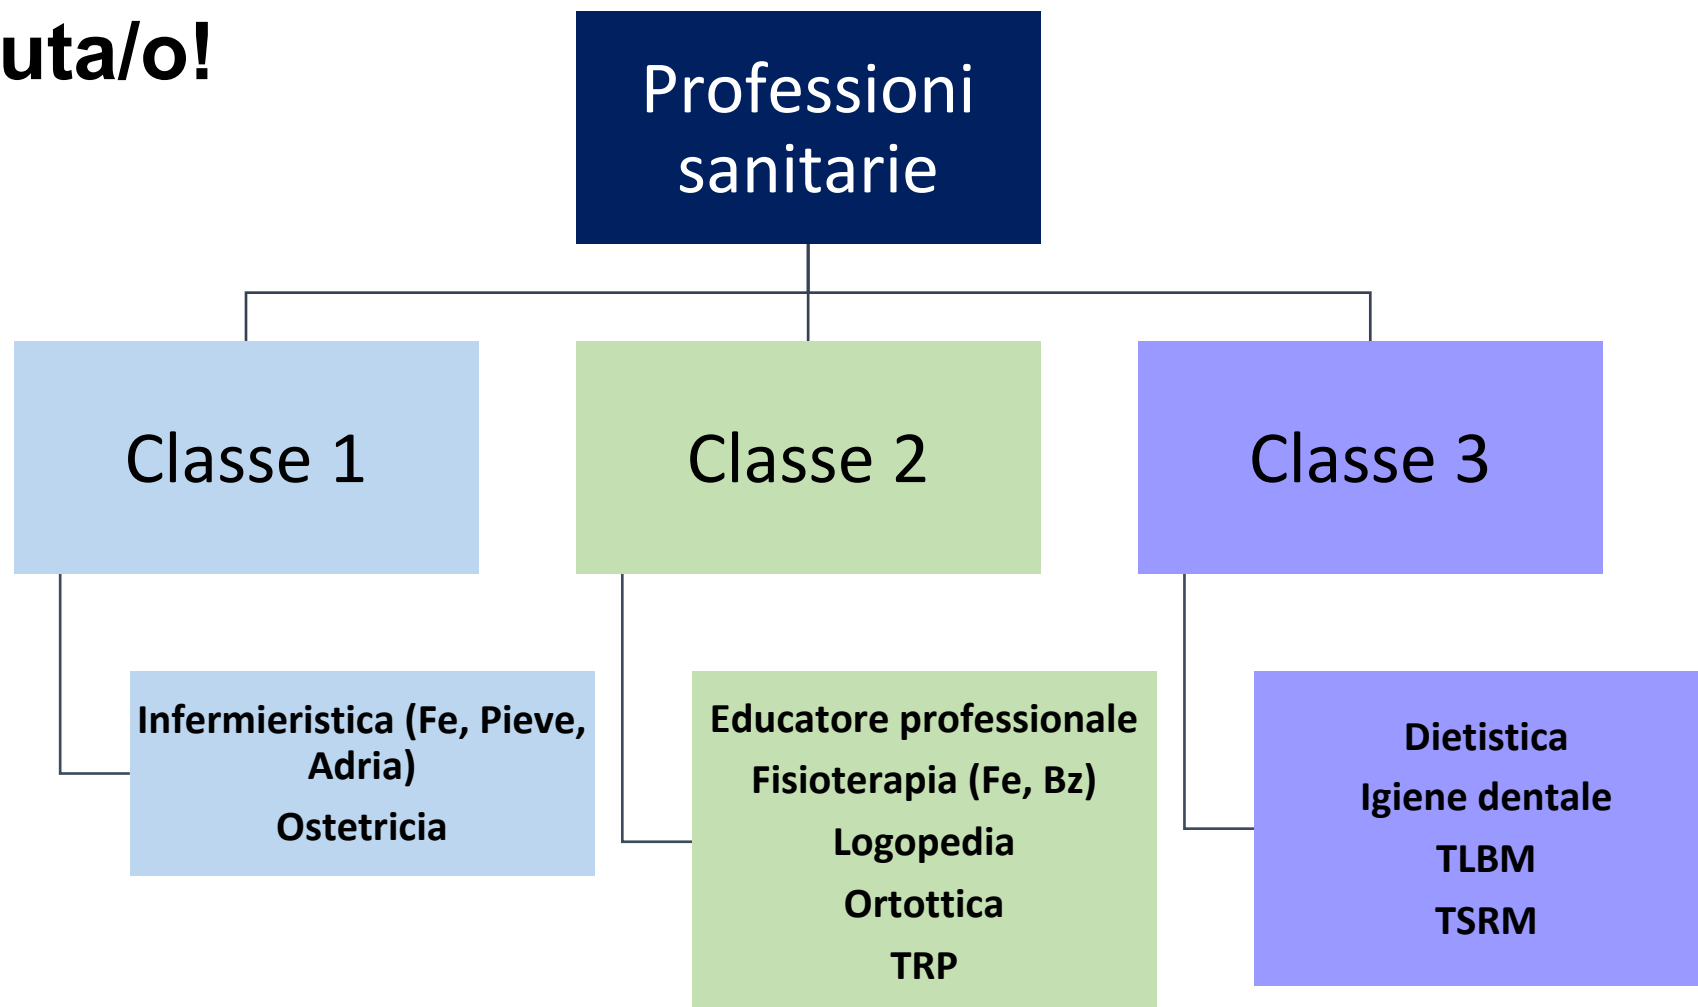 uta/o!
Professioni
sanitarie
Classe 1
Classe 2
Classe 3
Infermieristica (Fe, Pieve,
Adria)
Ostetricia
Educatore professionale
Fisioterapia (Fe, Bz)
Logopedia
Ortottica
TRP
Dietistica
Igiene dentale
TLBM
TSRM